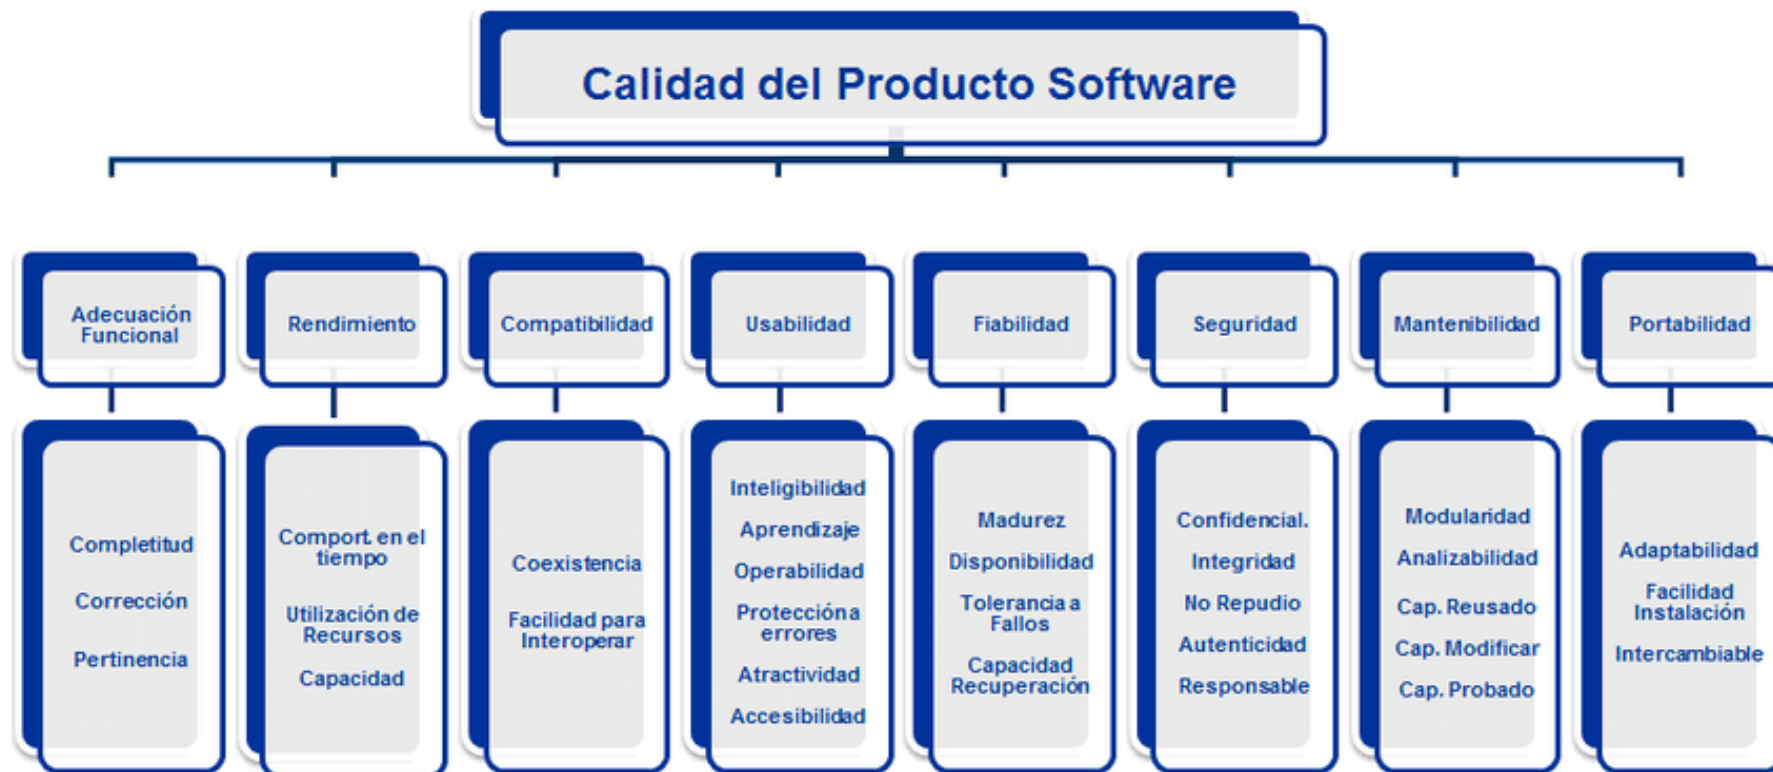 Calidad del Producto Software
Adecuación
Funcional
Rendimiento
Compatibilidad
Usabilidad
Fiabilidad
Seguridad
Mantenibilidad
Portabilidad
Completitud
Corrección
Pertinencia
Comport. en el
tiempo
Utilización de
Recursos
Capacidad
Coexistencia
Facilidad para
Interoperar
Inteligibilidad
Aprendizaje
Operabilidad
Protección a
errores
Atractividad
Accesibilidad
Madurez
Disponibilidad
Tolerancia a
Fallos
Capacidad
Recuperación
Confidencial.
Integridad
No Repudio
Autenticidad
Responsable
Modularidad
Analizabilidad
Cap. Reusado
Cap. Modificar
Cap. Probado
Adaptabilidad
Facilidad
Instalación
Intercambiable